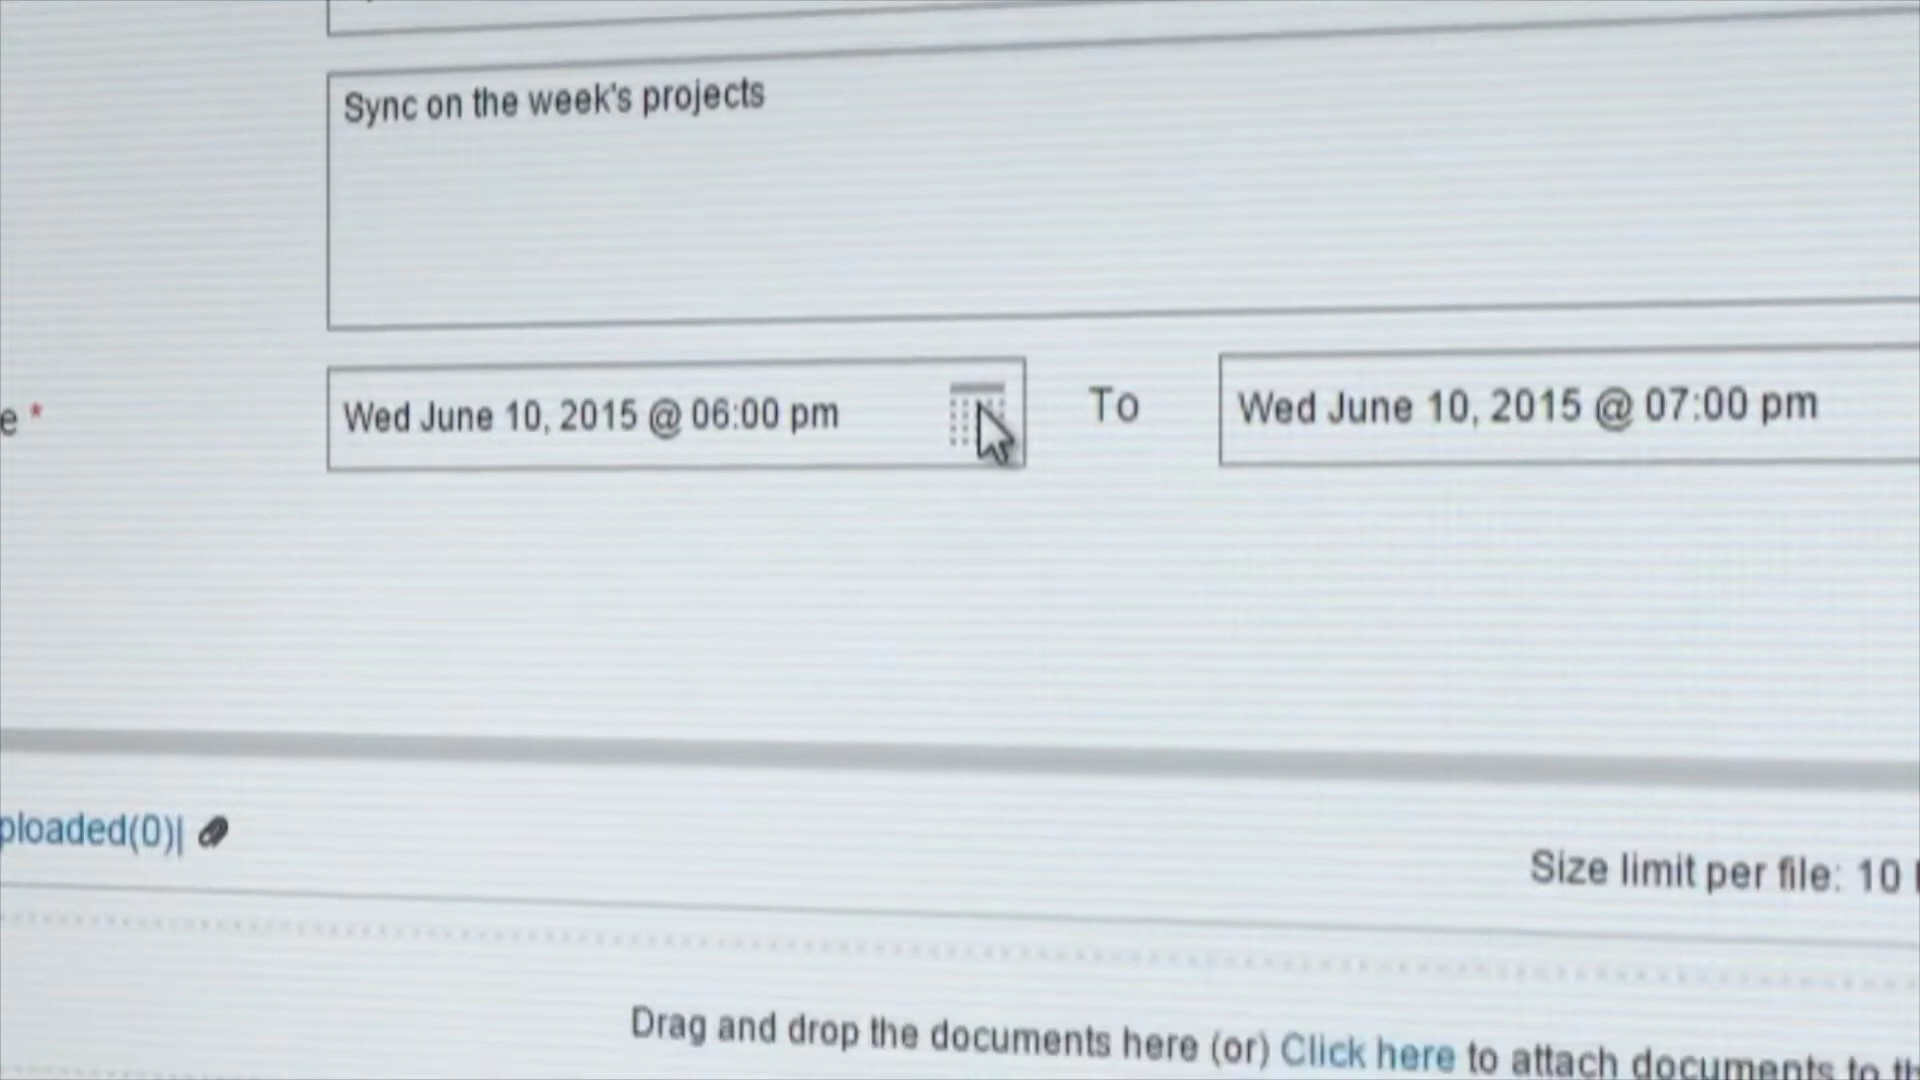 Sync on the week's projects
Wed June 10, 2015 @ 06:00 pm To Wed June 10, 2015 @ 07:00 pm
e *
ploaded(0)|
Size limit per file: 10
Drag and drop the documents here (or) Click here to attach documents to th